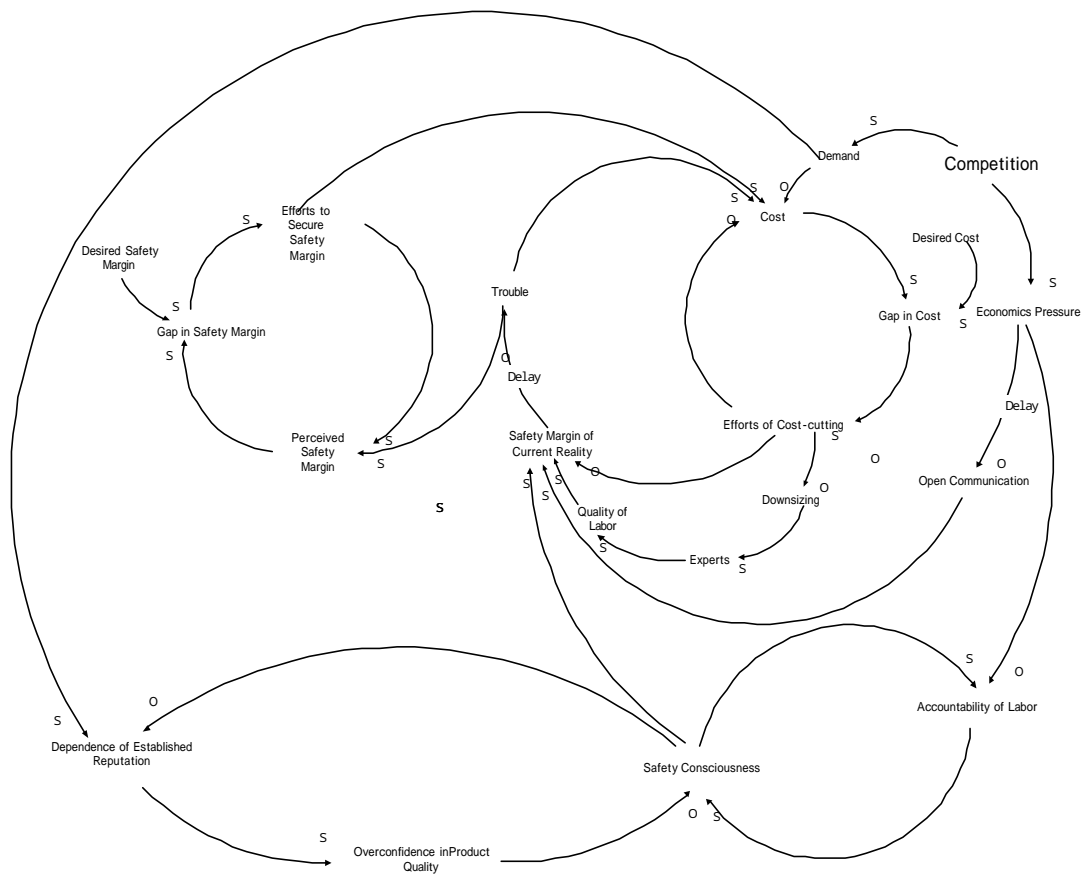 S
Demand
Competition
S
S
O
Efforts to
Secure
Safety
Margin
S
O
Cost
Desired Safety
Margin
Desired Cost
S
Trouble
S
S
Gap in Safety Margin
S
Gap in Cost
S
Economics Pressure
S
O
Delay
Delay
Perceived
Safety
Margin
S
S
Safety Margin of
Current Reality
Efforts of Cost-cutting
S
O
O
O
Open Communication
S
S
S
O
Downsizing
S
Quality of
Labor
S
Experts
S
S
O
O
Accountability of Labor
S
Dependence of Established
Reputation
Safety Consciousness
O
S
S
Overconfidence inProduct
Quality